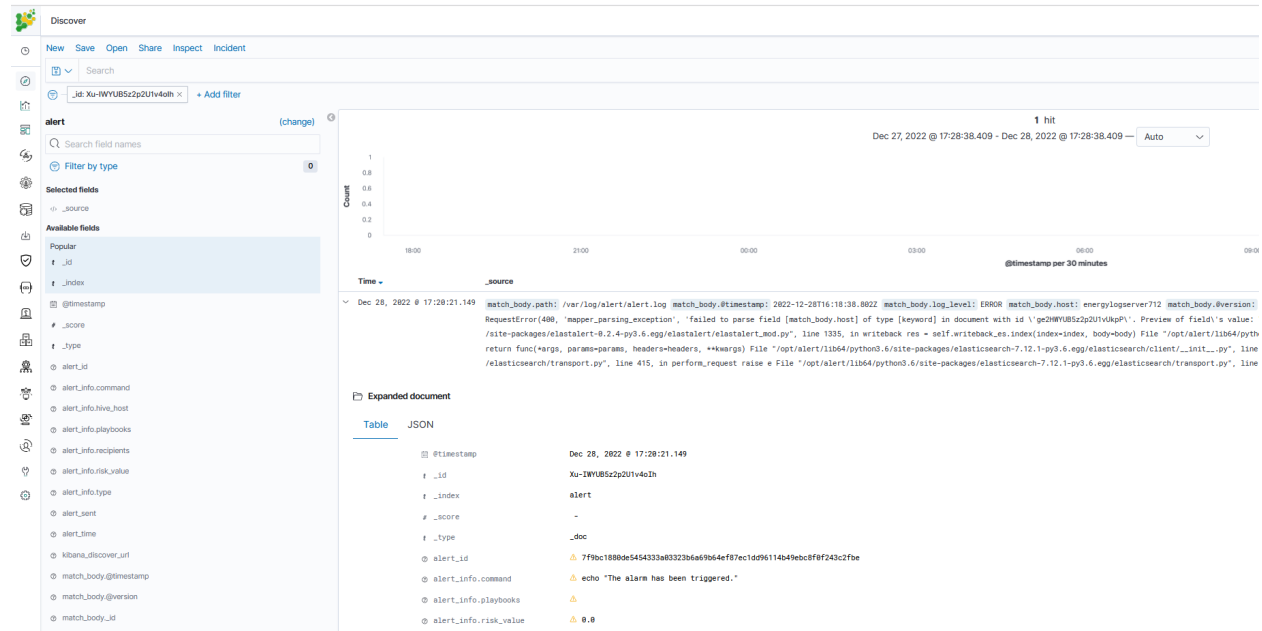 Discover
New Save Open Share Inspect Incident
Search
_id: Xu-IWYUB5z2p2U1v4oIh × + Add filter
alert (change)
Search field names
Filter by type 0
Selected fields
_source
Available fields
Popular
t _id
t _index
@timestamp
# _score
t _type
alert_id
alert_info.command
alert_info.hive_host
alert_info.playbooks
alert_info.recipients
alert_info.risk_value
alert_info.type
alert_sent
alert_time
kibana_discover_url
match_body.@timestamp
match_body.@version
match_body._id
1 hit
Dec 27, 2022 @ 17:28:38.409 - Dec 28, 2022 @ 17:28:38.409 — Auto
Count
1
0.8
0.6
0.4
0.2
0
18:00 21:00 00:00 03:00 06:00 09:00
@timestamp per 30 minutes
Time _source
Dec 28, 2022 @ 17:20:21.149 match_body.path: /var/log/alert/alert.log match_body.@timestamp: 2022-12-28T16:18:38.802Z match_body.log_level: ERROR match_body.host: energylogserver712 match_body.@version:
RequestError(400, 'mapper_parsing_exception', 'failed to parse field [match_body.host] of type [keyword] in document with id \'ge2HWYUB5z2p2U1vUkpP\'. Preview of field\'s value:
/site-packages/elastalert-0.2.4-py3.6.egg/elastalert/elastalert_mod.py", line 1335, in writeback res = self.writeback_es.index(index=index, body=body) File "/opt/alert/lib64/pyth
return func(*args, params=params, headers=headers, **kwargs) File "/opt/alert/lib64/python3.6/site-packages/elasticsearch-7.12.1-py3.6.egg/elasticsearch/client/__init__.py", line
/elasticsearch/transport.py", line 415, in perform_request raise e File "/opt/alert/lib64/python3.6/site-packages/elasticsearch-7.12.1-py3.6.egg/elasticsearch/transport.py", line
Expanded document
Table JSON
@timestamp Dec 28, 2022 @ 17:20:21.149
t _id Xu-IWYUB5z2p2U1v4oIh
t _index alert
# _score -
t _type _doc
alert_id 7f9bc1880de5454333a03323b6a69b64ef87ec1dd96114b49ebc8f0f243c2fbe
alert_info.command echo "The alarm has been triggered."
alert_info.playbooks
alert_info.risk_value 0.0